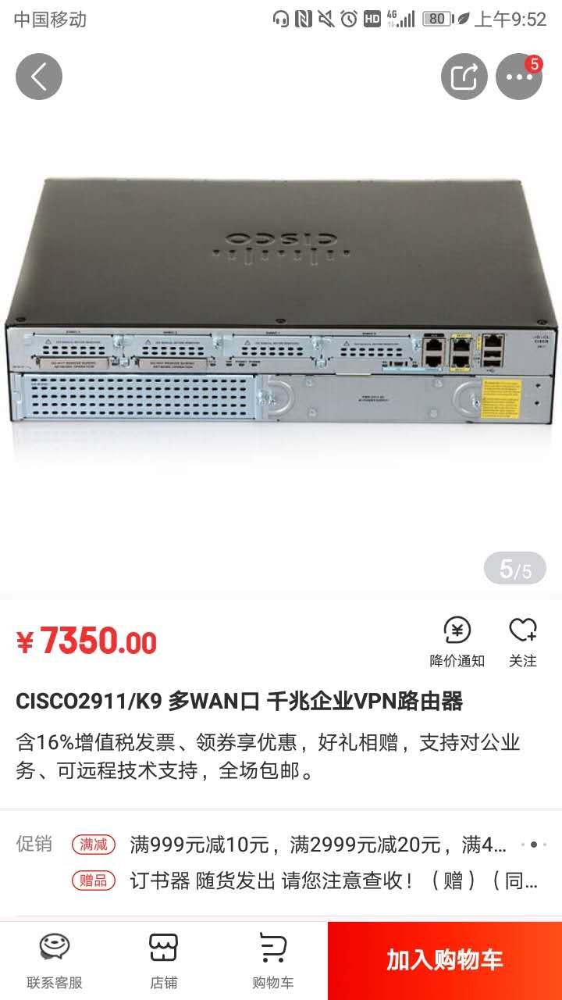 中国移动
HD
4G
80
上午9:52
5
CISCO
CISCO
5/5
¥ 7350.00
降价通知
关注
CISCO2911/K9 多WAN口 千兆企业VPN路由器
含16%增值税发票、领券享优惠，好礼相赠，支持对公业
务、可远程技术支持，全场包邮。
促销
满减
满999元减10元，满2999元减20元，满4...
赠品
订书器 随货发出 请您注意查收！（赠）（同...
联系客服
店铺
购物车
加入购物车